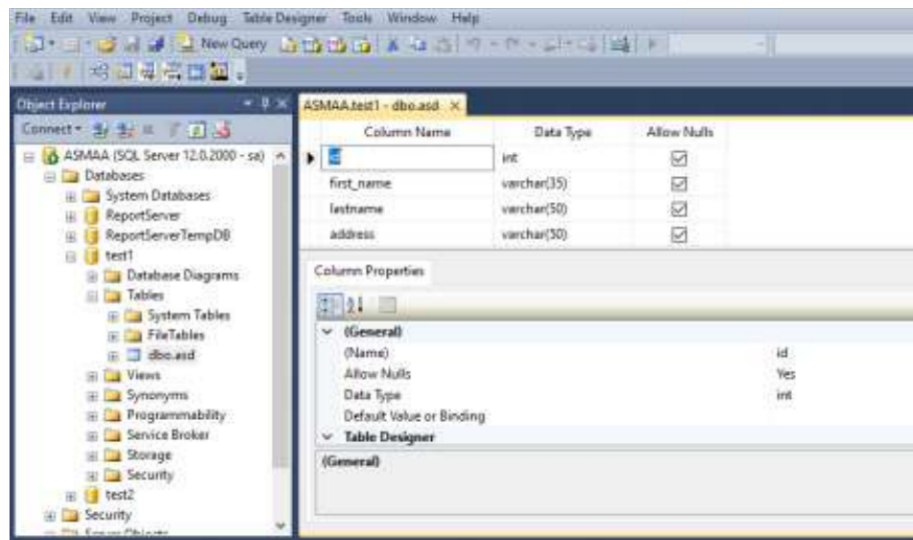 File Edit View Project Debug Table Designer Tools Window Help
New Query
Object Explorer
Connect
ASMAA (SQL Server 12.0.2000 - sa)
Databases
System Databases
ReportServer
ReportServerTempDB
test1
Database Diagrams
Tables
System Tables
FileTables
dbo.asd
Views
Synonyms
Programmability
Service Broker
Storage
Security
test2
Security
Server Objects
ASMAA.test1 - dbo.asd
Column Name Data Type Allow Nulls
id int
first_name varchar(35)
lastname varchar(50)
address varchar(50)
Column Properties
(General)
(Name) id
Allow Nulls Yes
Data Type int
Default Value or Binding
Table Designer
(General)